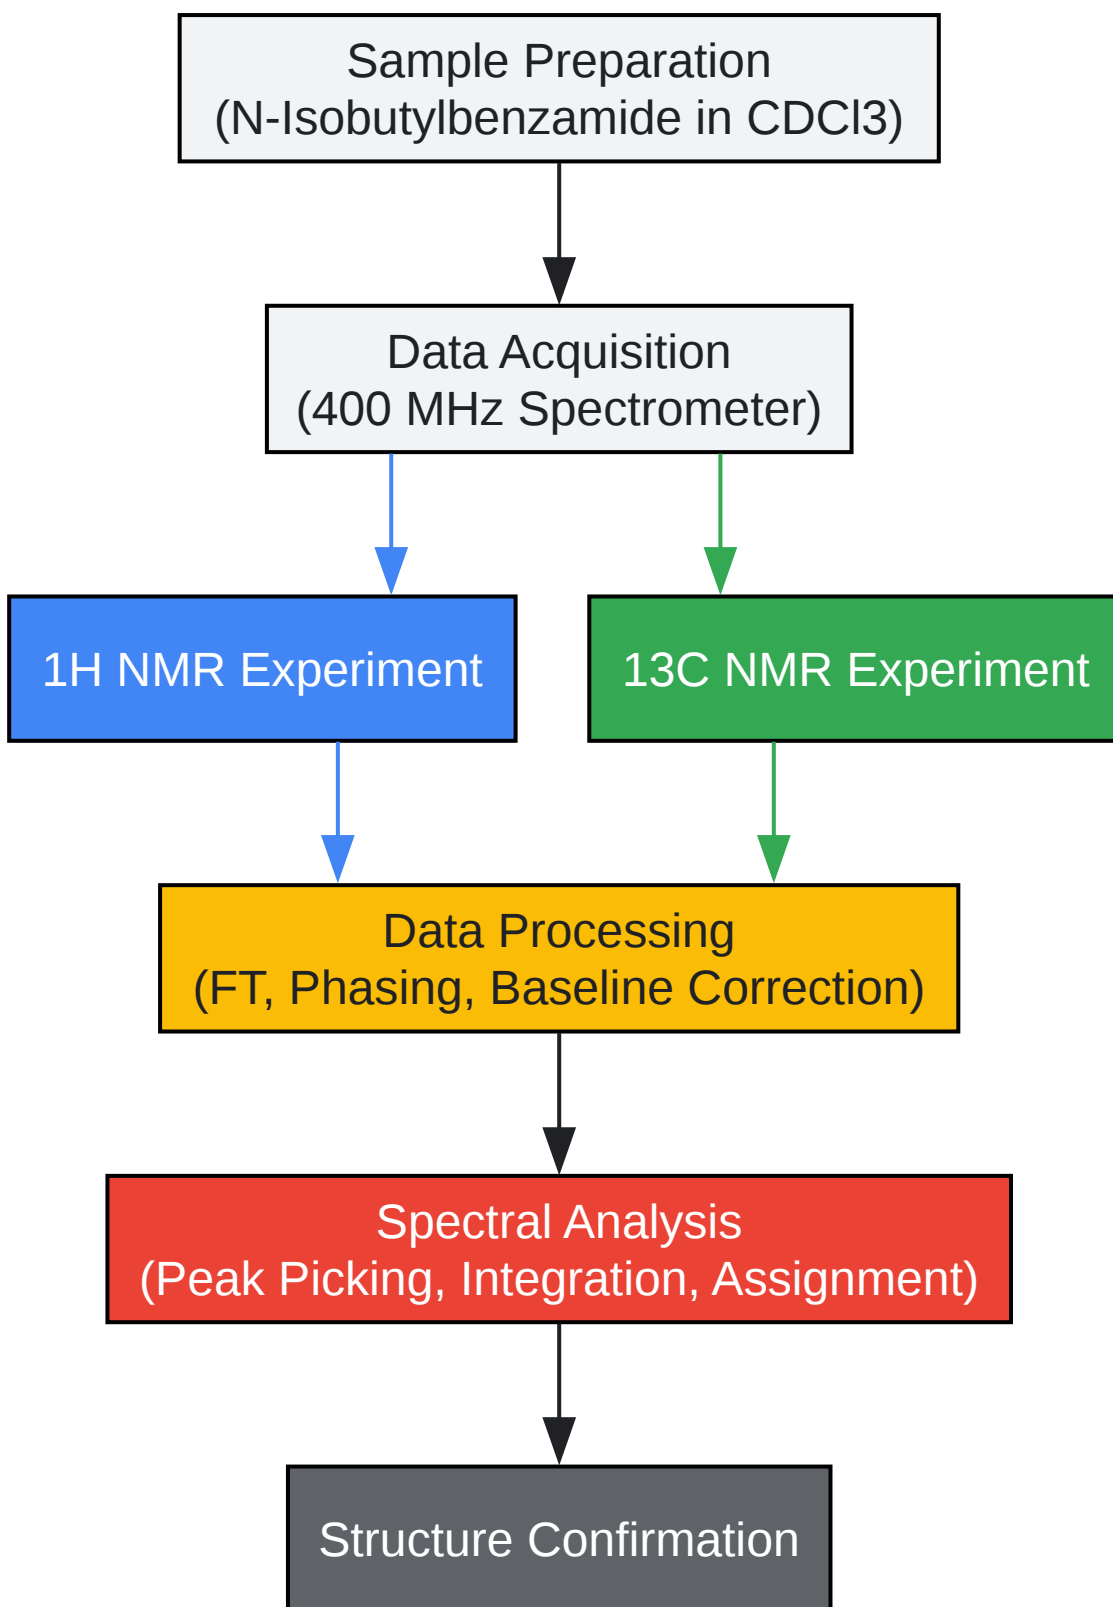 Sample Preparation
(N-Isobutylbenzamide in CDCl3)
Data Acquisition
(400 MHz Spectrometer)
1H NMR Experiment
13C NMR Experiment
Data Processing
(FT, Phasing, Baseline Correction)
Spectral Analysis
(Peak Picking, Integration, Assignment)
Structure Confirmation